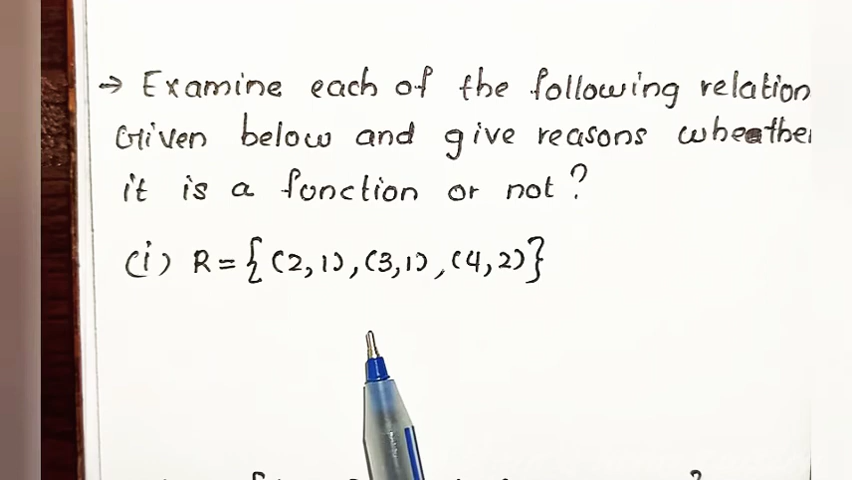 → Examine each of the following relation
Given below and give reasons wheather
it is a function or not?
(i) R = {(2,1), (3,1), (4,2)}